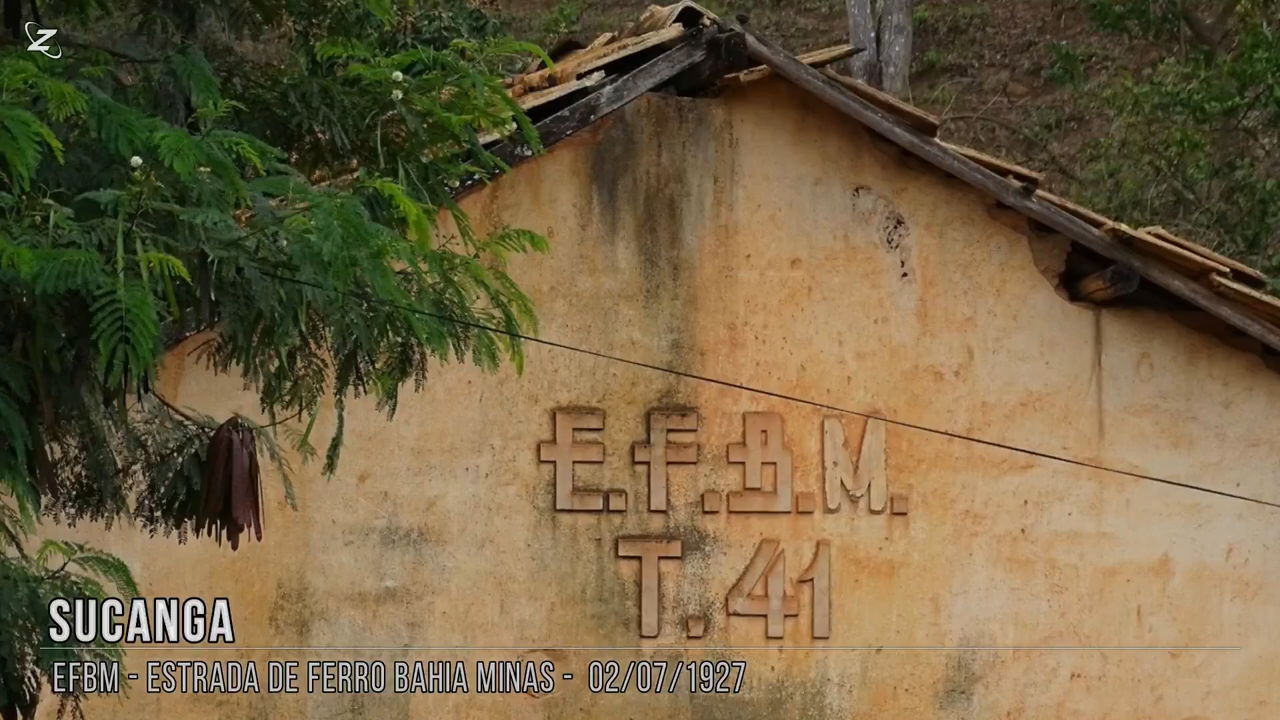 Z
E.F.B.M.
T.41
SUCANGA
EFBM - ESTRADA DE FERRO BAHIA MINAS - 02/07/1927